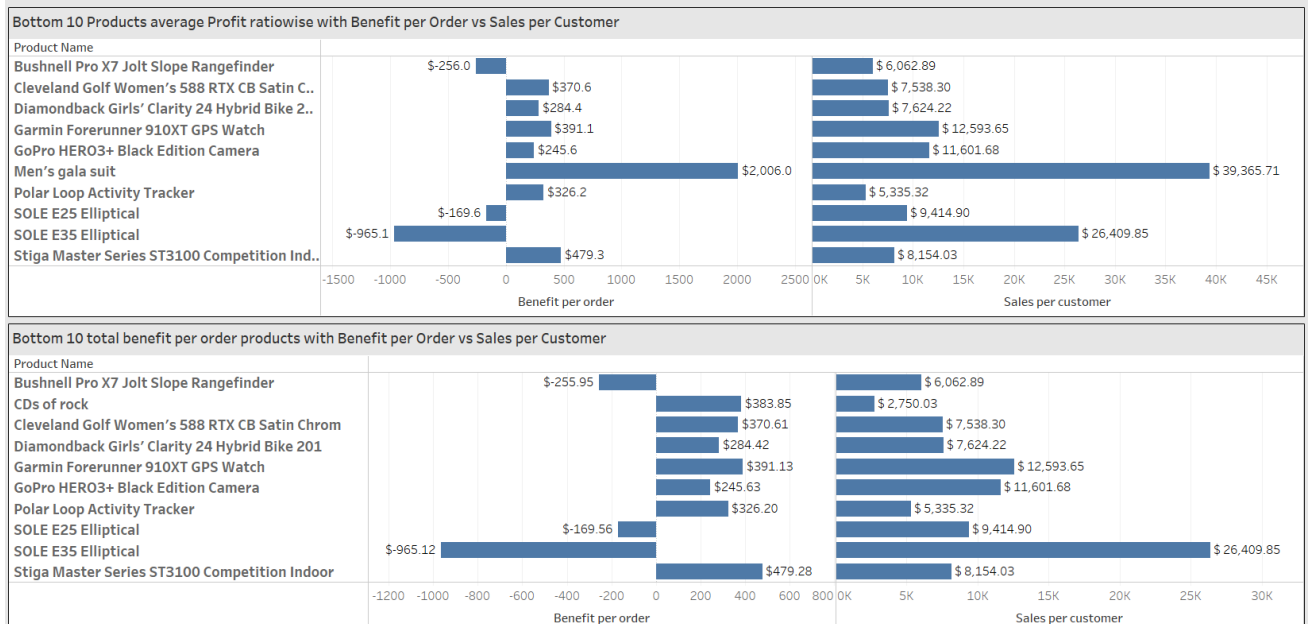 Bottom 10 Products average Profit ratiowise with Benefit per Order vs Sales per Customer
Product Name
Bushnell Pro X7 Jolt Slope Rangefinder $-256.0 $ 6,062.89
Cleveland Golf Women's 588 RTX CB Satin C.. $370.6 $ 7,538.30
Diamondback Girls' Clarity 24 Hybrid Bike 2.. $284.4 $ 7,624.22
Garmin Forerunner 910XT GPS Watch $391.1 $ 12,593.65
GoPro HERO3+ Black Edition Camera $245.6 $ 11,601.68
Men's gala suit $2,006.0 $ 39,365.71
Polar Loop Activity Tracker $326.2 $ 5,335.32
SOLE E25 Elliptical $-169.6 $ 9,414.90
SOLE E35 Elliptical $-965.1 $ 26,409.85
Stiga Master Series ST3100 Competition Ind.. $479.3 $ 8,154.03
-1500 -1000 -500 0 500 1000 1500 2000 2500 0K 5K 10K 15K 20K 25K 30K 35K 40K 45K
Benefit per order Sales per customer
Bottom 10 total benefit per order products with Benefit per Order vs Sales per Customer
Product Name
Bushnell Pro X7 Jolt Slope Rangefinder $-255.95 $ 6,062.89
CDs of rock $383.85 $ 2,750.03
Cleveland Golf Women's 588 RTX CB Satin Chrom $370.61 $ 7,538.30
Diamondback Girls' Clarity 24 Hybrid Bike 201 $284.42 $ 7,624.22
Garmin Forerunner 910XT GPS Watch $391.13 $ 12,593.65
GoPro HERO3+ Black Edition Camera $245.63 $ 11,601.68
Polar Loop Activity Tracker $326.20 $ 5,335.32
SOLE E25 Elliptical $-169.56 $ 9,414.90
SOLE E35 Elliptical $-965.12 $ 26,409.85
Stiga Master Series ST3100 Competition Indoor $479.28 $ 8,154.03
-1200 -1000 -800 -600 -400 -200 0 200 400 600 800 0K 5K 10K 15K 20K 25K 30K
Benefit per order Sales per customer